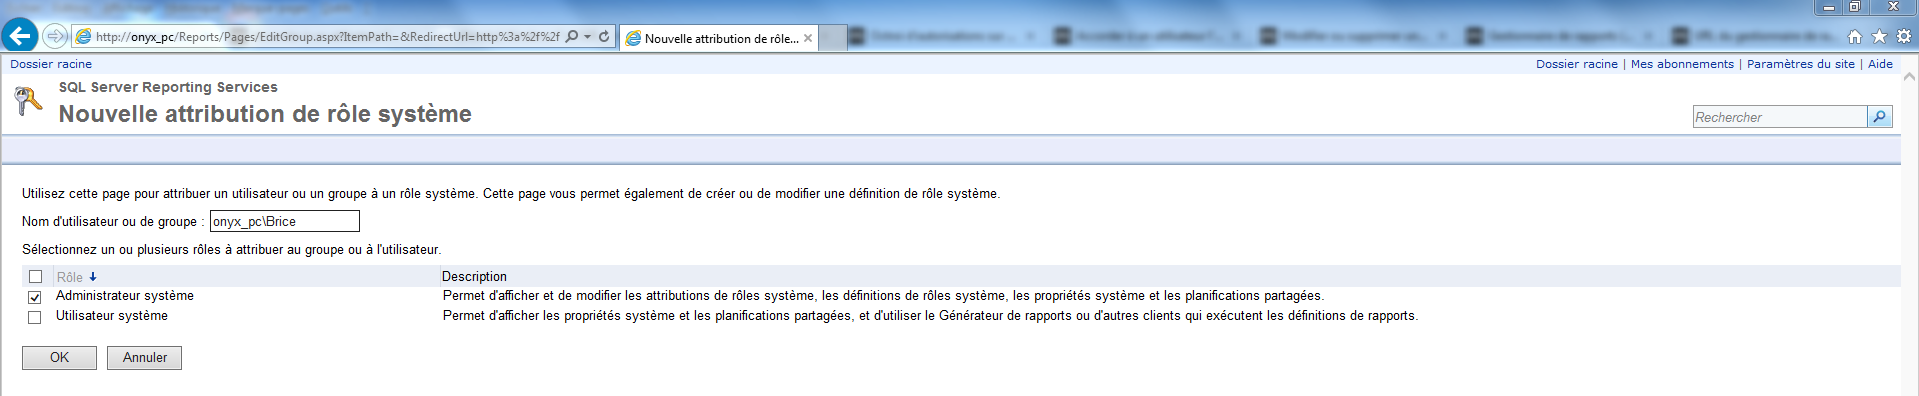 http://onyx_pc/Reports/Pages/EditGroup.aspx?ItemPath=&RedirectUrl=http%3a%2f%2f
Nouvelle attribution de rôle...
Dossier racine
Dossier racine | Mes abonnements | Paramètres du site | Aide
SQL Server Reporting Services
Nouvelle attribution de rôle système
Rechercher
Utilisez cette page pour attribuer un utilisateur ou un groupe à un rôle système. Cette page vous permet également de créer ou de modifier une définition de rôle système.
Nom d'utilisateur ou de groupe : onyx_pc\Brice
Sélectionnez un ou plusieurs rôles à attribuer au groupe ou à l'utilisateur.
Rôle Description
Administrateur système Permet d'afficher et de modifier les attributions de rôles système, les définitions de rôles système, les propriétés système et les planifications partagées.
Utilisateur système Permet d'afficher les propriétés système et les planifications partagées, et d'utiliser le Générateur de rapports ou d'autres clients qui exécutent les définitions de rapports.
OK Annuler